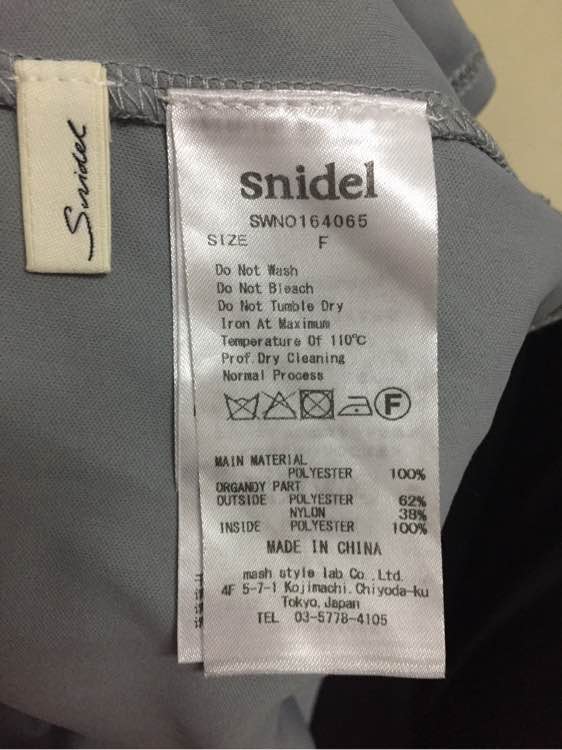 Snidel
snidel
SWNO164065
SIZE F
Do Not Wash
Do Not Bleach
Do Not Tumble Dry
Iron At Maximum
Temperature Of 110℃
Prof.Dry Cleaning
Normal Process
F
MAIN MATERIAL
POLYESTER 100%
ORGANDY PART
OUTSIDE POLYESTER 62%
NYLON 38%
INSIDE POLYESTER 100%
MADE IN CHINA
mash style lab Co.,Ltd.
4F 5-7-1 Kojimachi,Chiyoda-ku
Tokyo,Japan
TEL 03-5778-4105